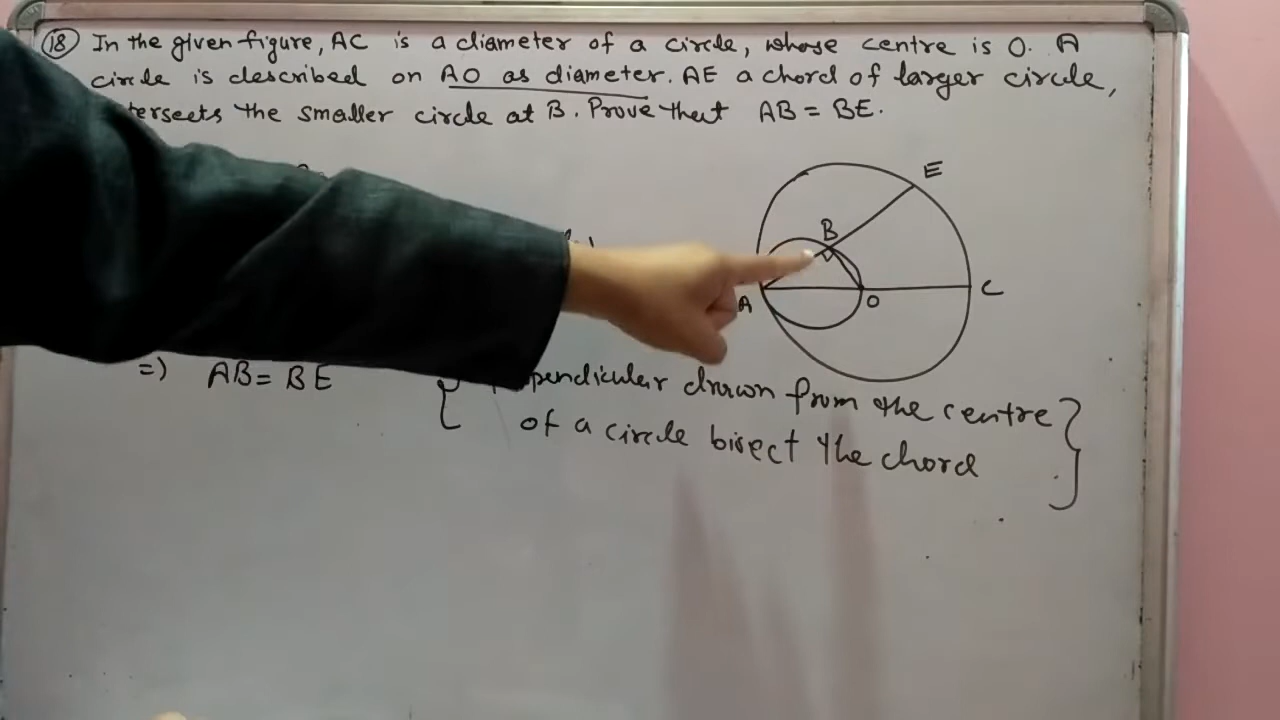 18 In the given figure, AC is a diameter of a circle, whose centre is O. A
circle is described on AO as diameter. AE a chord of larger circle,
the smaller circle at B. Prove that AB = BE.
E
B
A
O
C
=) AB = BE
drawn from the centre
of a circle bisect the chord